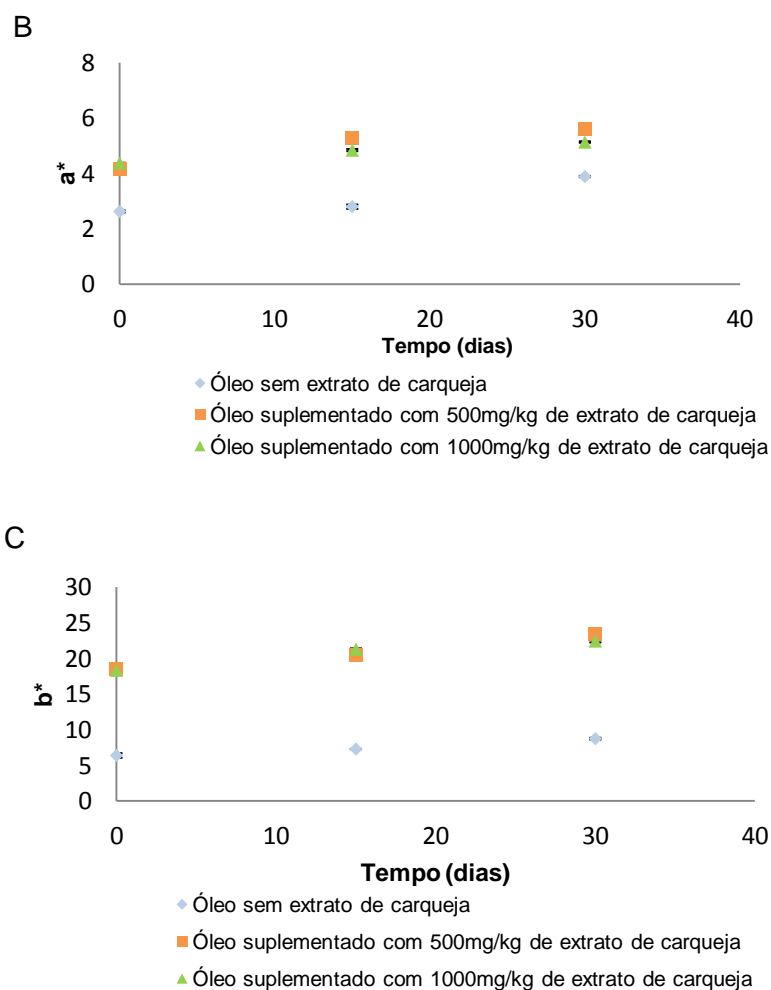 B
8
6
4
2
0
a*
0 10 20 30 40
Tempo (dias)
Óleo sem extrato de carqueja
Óleo suplementado com 500mg/kg de extrato de carqueja
Óleo suplementado com 1000mg/kg de extrato de carqueja
C
30
25
20
15
10
5
0
b*
0 10 20 30 40
Tempo (dias)
Óleo sem extrato de carqueja
Óleo suplementado com 500mg/kg de extrato de carqueja
Óleo suplementado com 1000mg/kg de extrato de carqueja